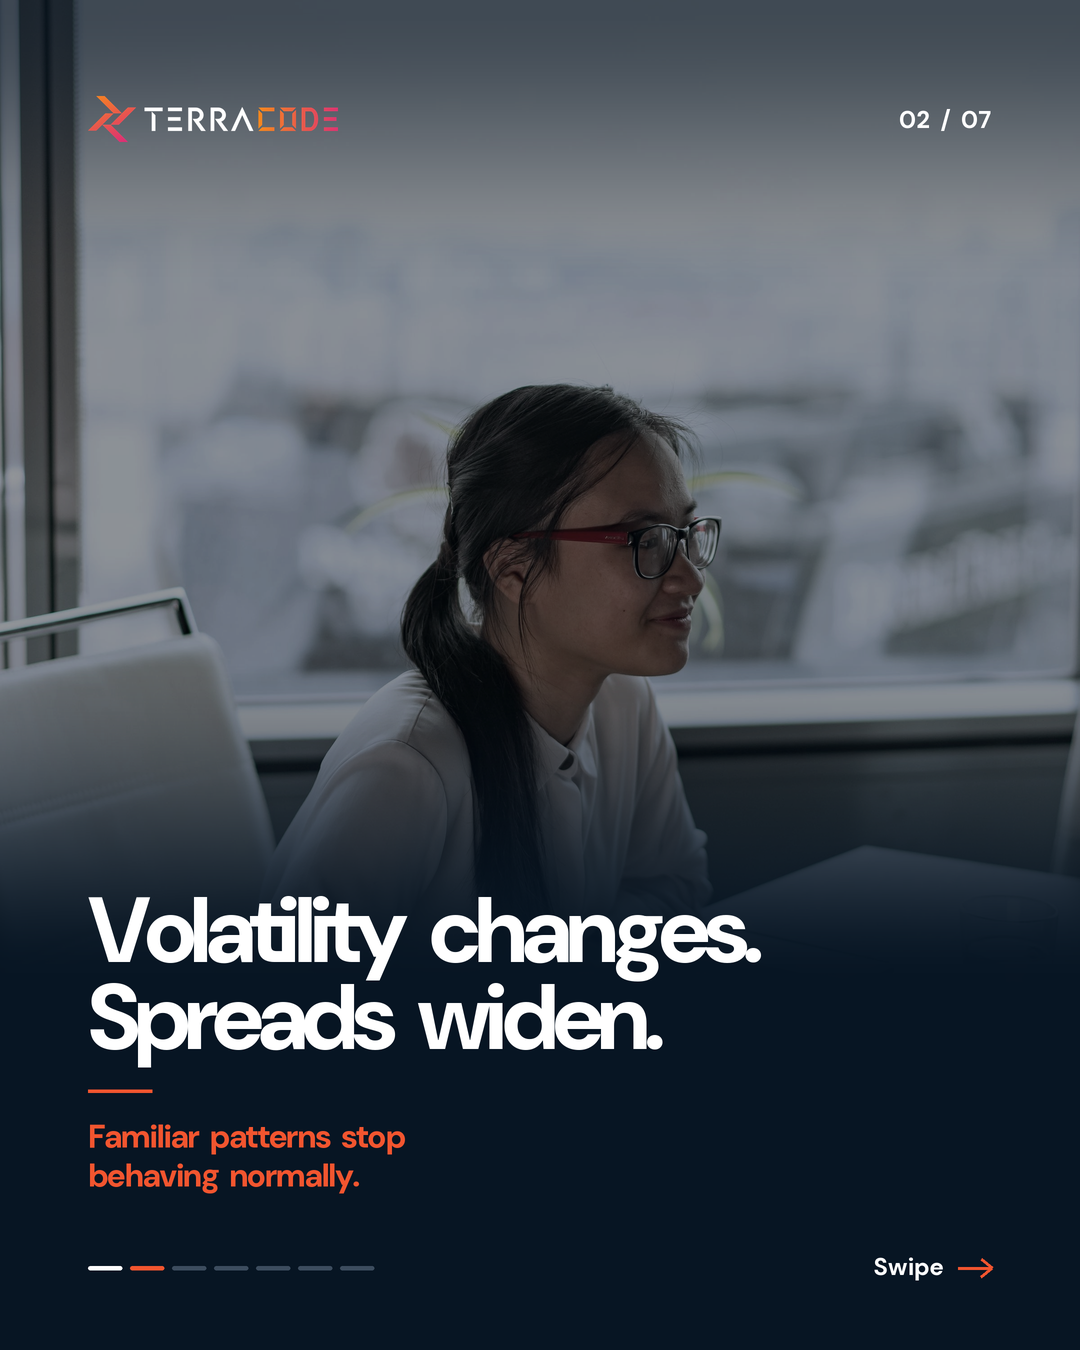 TERRACODE
02 / 07
Volatility changes.
Spreads widen.
Familiar patterns stop
behaving normally.
Swipe